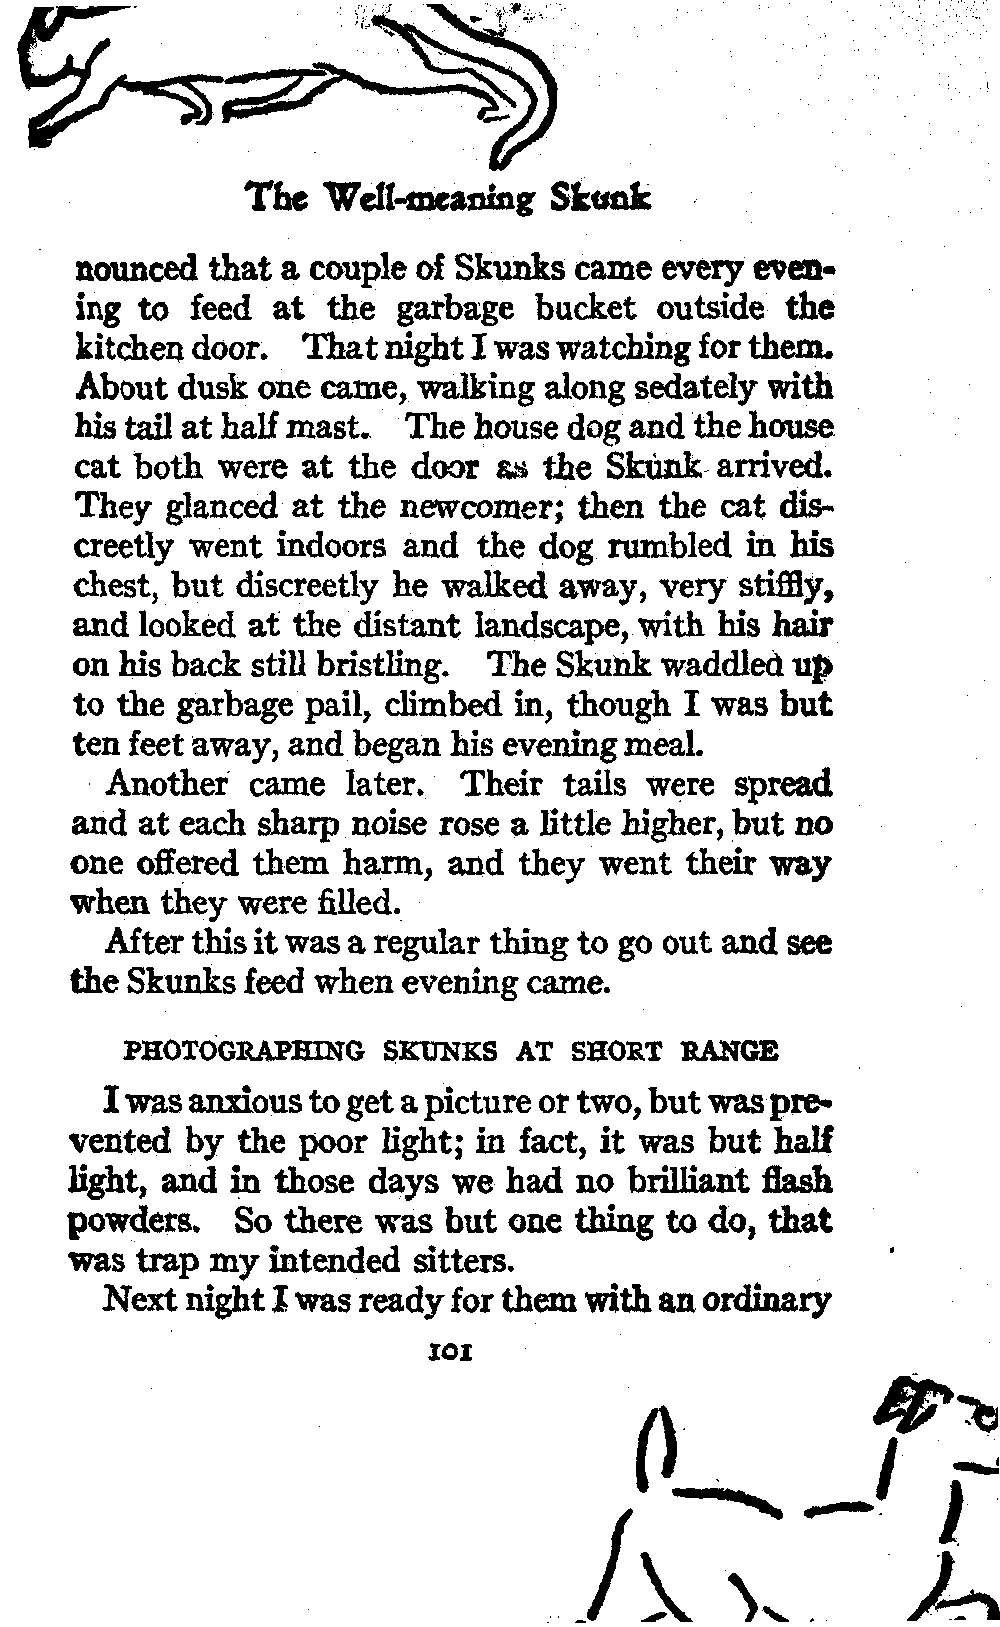 The Well-meaning Skunk
nounced that a couple of Skunks came every even-
ing to feed at the garbage bucket outside the
kitchen door. That night I was watching for them.
About dusk one came, walking along sedately with
his tail at half mast. The house dog and the house
cat both were at the door as the Skunk arrived.
They glanced at the newcomer; then the cat dis-
creetly went indoors and the dog rumbled in his
chest, but discreetly he walked away, very stiffly,
and looked at the distant landscape, with his hair
on his back still bristling. The Skunk waddled up
to the garbage pail, climbed in, though I was but
ten feet away, and began his evening meal.
Another came later. Their tails were spread
and at each sharp noise rose a little higher, but no
one offered them harm, and they went their way
when they were filled.
After this it was a regular thing to go out and see
the Skunks feed when evening came.
PHOTOGRAPHING SKUNKS AT SHORT RANGE
I was anxious to get a picture or two, but was pre-
vented by the poor light; in fact, it was but half
light, and in those days we had no brilliant flash
powders. So there was but one thing to do, that
was trap my intended sitters.
Next night I was ready for them with an ordinary
101